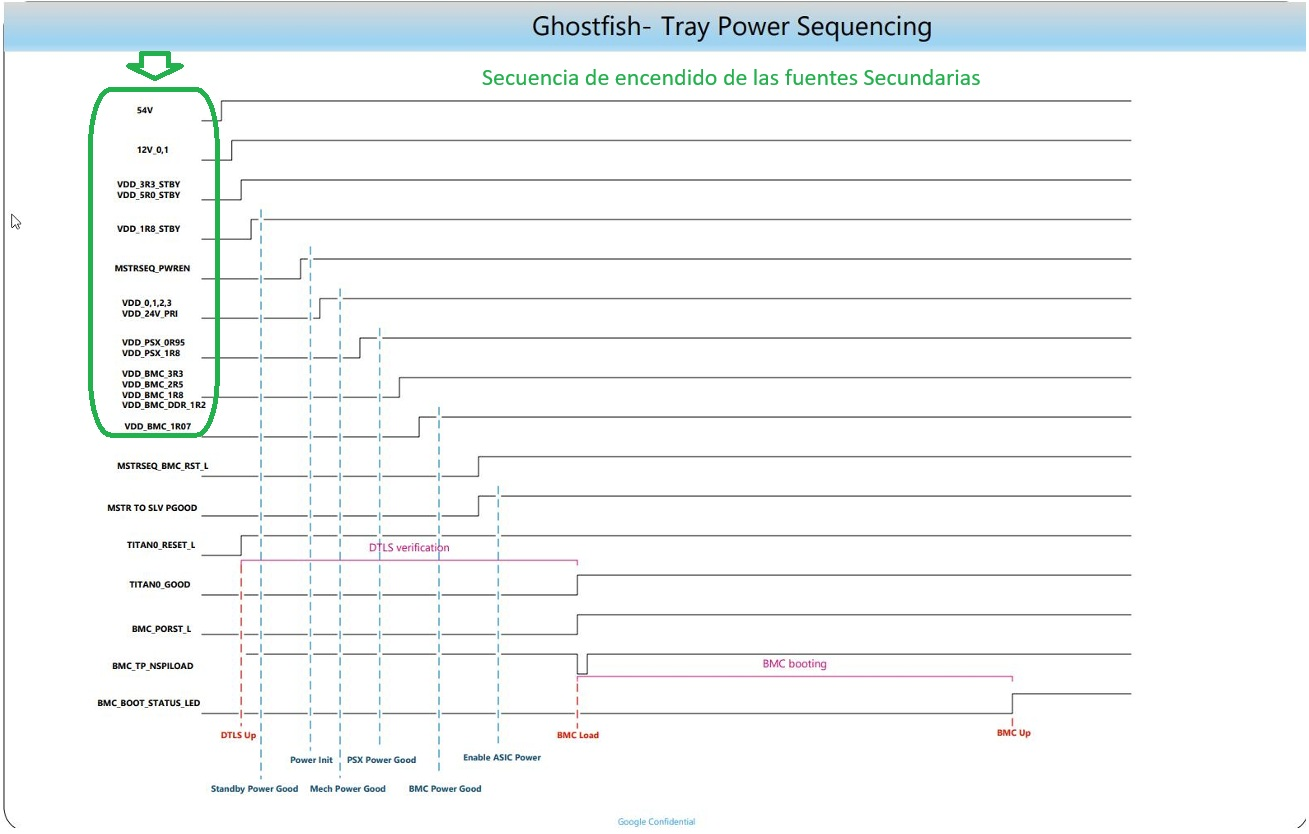 Ghostfish- Tray Power Sequencing
Secuencia de encendido de las fuentes Secundarias
54V
12V_0,1
VDD_3R3_STBY
VDD_5R0_STBY
VDD_1R8_STBY
MSTRSEQ_PWREN
VDD_0,1,2,3
VDD_24V_PRI
VDD_PSX_0R95
VDD_PSX_1R8
VDD_BMC_3R3
VDD_BMC_2R5
VDD_BMC_1R8
VDD_BMC_DDR_1R2
VDD_BMC_1R07
MSTRSEQ_BMC_RST_L
MSTR TO SLV PGOOD
TITAN0_RESET_L
DTLS verification
TITAN0_GOOD
BMC_PORST_L
BMC_TP_NSPILOAD
BMC booting
BMC_BOOT_STATUS_LED
DTLS Up
BMC Load
BMC Up
Power Init
PSX Power Good
Enable ASIC Power
Standby Power Good
Mech Power Good
BMC Power Good
Google Confidential